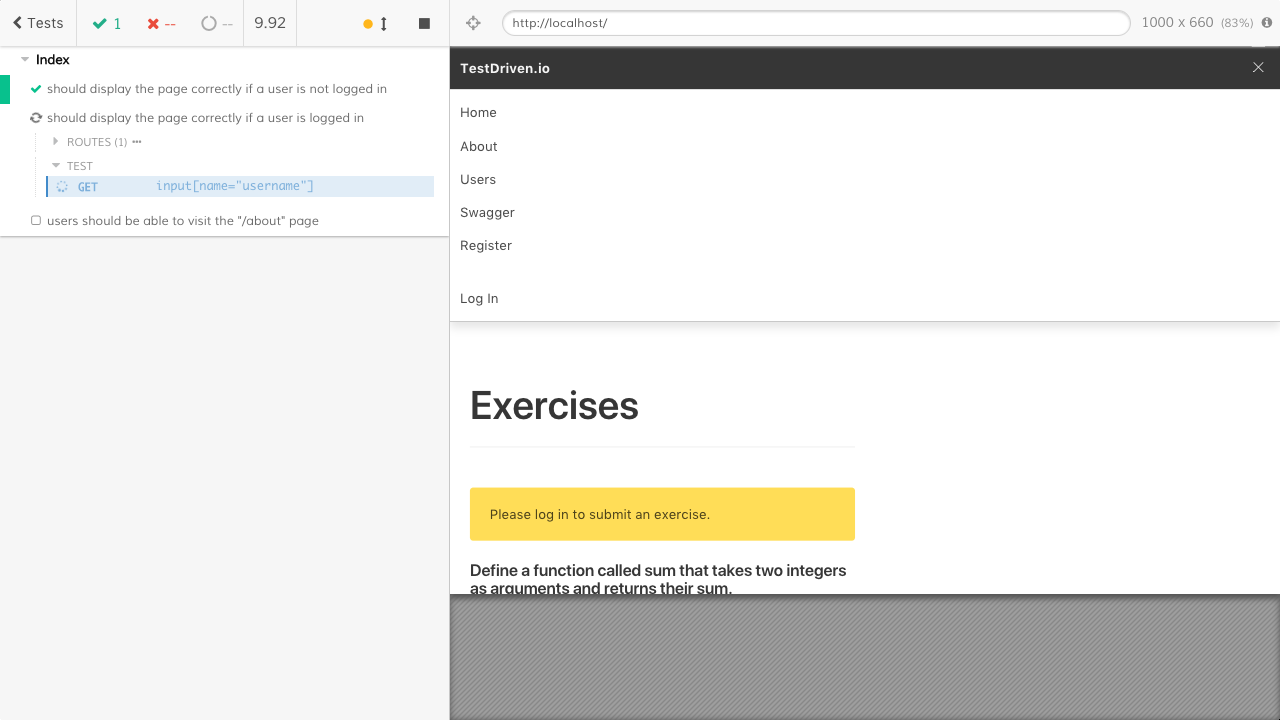 Tests
1
--
--
9.92
http://localhost/
1000 x 660 (83%)
Index
should display the page correctly if a user is not logged in
should display the page correctly if a user is logged in
ROUTES (1)
TEST
GET input[name="username"]
users should be able to visit the "/about" page
TestDriven.io
Home
About
Users
Swagger
Register
Log In
Exercises
Please log in to submit an exercise.
Define a function called sum that takes two integers
as arguments and returns their sum.